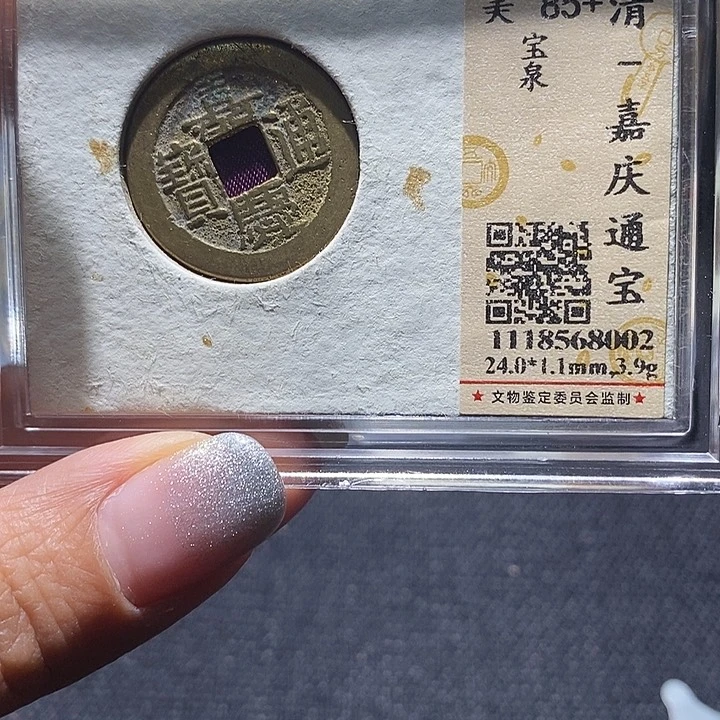 嘉慶通寶
美 85+
宝泉
清－嘉庆通宝
1118568002
24.0*1.1mm,3.9g
★ 文物鉴定委员会监制 ★